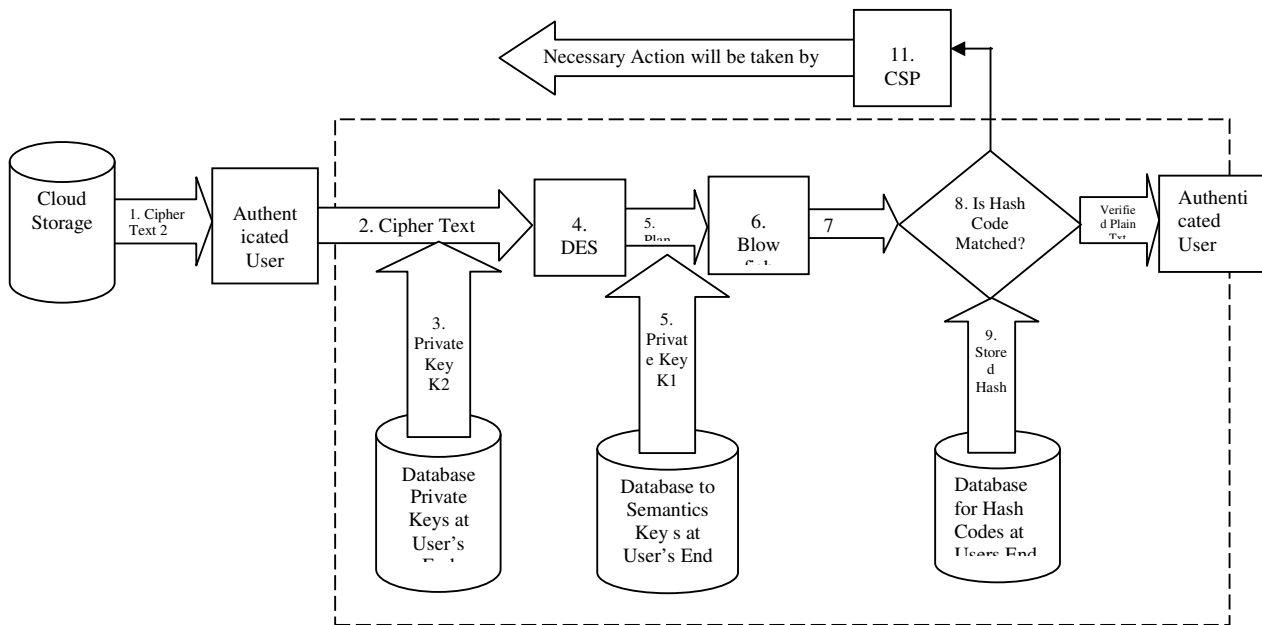 Necessary Action will be taken by
11.
CSP
Cloud
Storage
1. Cipher
Text 2
Authent
icated
User
2. Cipher Text
3.
Private
Key
K2
Database
Private
Keys at
User's
4.
DES
5.
5.
Privat
e Key
K1
Database to
Semantics
Key s at
User's End
6.
Blow
7
8. Is Hash
Code
Matched?
9.
Store
d
Hash
Database
for Hash
Codes at
Users End
Verifie
d Plain
Txt
Authenti
cated
User